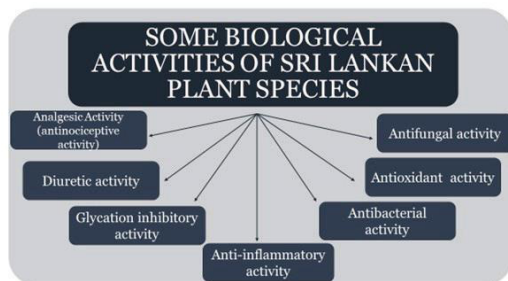 SOME BIOLOGICAL
ACTIVITIES OF SRI LANKAN
PLANT SPECIES
Analgesic Activity
(antinociceptive
activity)
Antifungal activity
Diuretic activity
Antioxidant activity
Glycation inhibitory
activity
Antibacterial
activity
Anti-inflammatory
activity